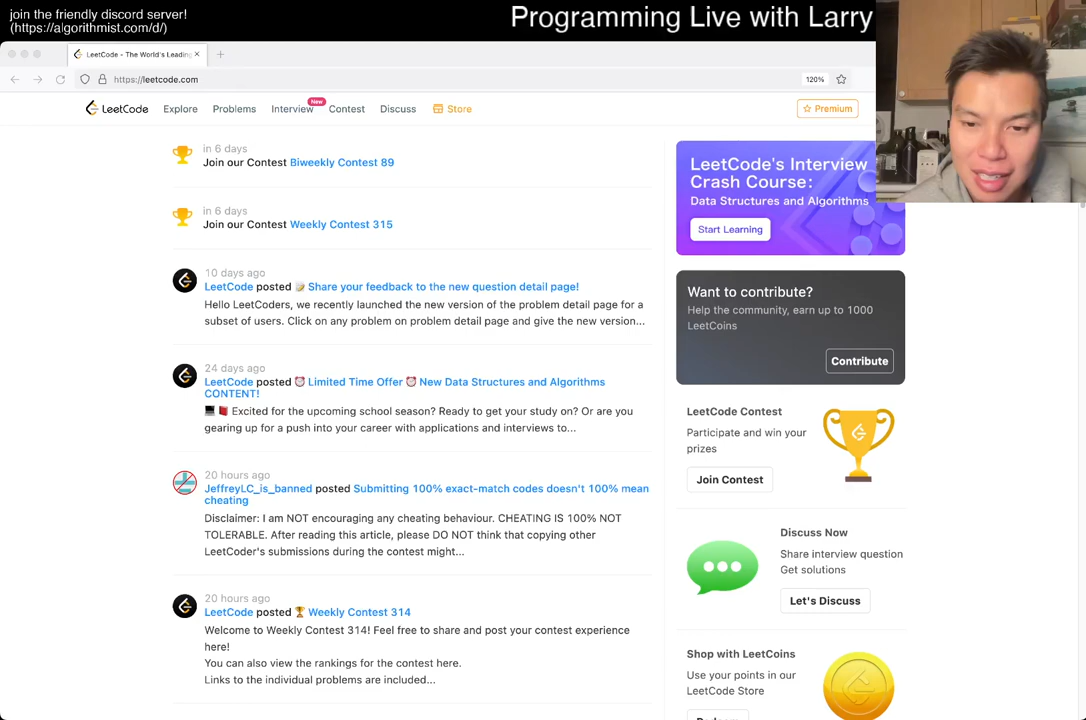 join the friendly discord server!
(https://algorithmist.com/d/)
Programming Live with Larry
LeetCode - The World's Leading
https://leetcode.com
120%
LeetCode
Explore
Problems
Interview
New
Contest
Discuss
Store
Premium
in 6 days
Join our Contest Biweekly Contest 89
in 6 days
Join our Contest Weekly Contest 315
10 days ago
LeetCode posted 📝 Share your feedback to the new question detail page!
Hello LeetCoders, we recently launched the new version of the problem detail page for a
subset of users. Click on any problem on problem detail page and give the new version...
24 days ago
LeetCode posted ⏰ Limited Time Offer ⏰ New Data Structures and Algorithms
CONTENT!
💻 📕 Excited for the upcoming school season? Ready to get your study on? Or are you
gearing up for a push into your career with applications and interviews to...
20 hours ago
JeffreyLC_is_banned posted Submitting 100% exact-match codes doesn't 100% mean
cheating
Disclaimer: I am NOT encouraging any cheating behaviour. CHEATING IS 100% NOT
TOLERABLE. After reading this article, please DO NOT think that copying other
LeetCoder's submissions during the contest might...
20 hours ago
LeetCode posted 🏆 Weekly Contest 314
Welcome to Weekly Contest 314! Feel free to share and post your contest experience
here!
You can also view the rankings for the contest here.
Links to the individual problems are included...
LeetCode's Interview
Crash Course:
Data Structures and Algorithms
Start Learning
Want to contribute?
Help the community, earn up to 1000
LeetCoins
Contribute
LeetCode Contest
Participate and win your
prizes
Join Contest
Discuss Now
Share interview question
Get solutions
Let's Discuss
Shop with LeetCoins
Use your points in our
LeetCode Store